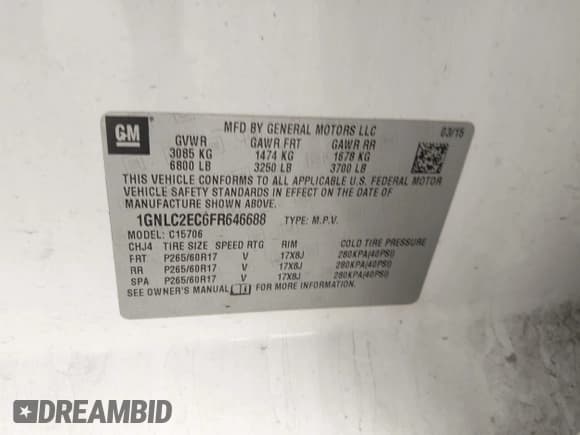 GM
MFD BY GENERAL MOTORS LLC 03/15
GVWR GAWR FRT GAWR RR
3085 KG 1474 KG 1678 KG
6800 LB 3250 LB 3700 LB
THIS VEHICLE CONFORMS TO ALL APPLICABLE U.S. FEDERAL MOTOR
VEHICLE SAFETY STANDARDS IN EFFECT ON THE DATE OF
MANUFACTURE SHOWN ABOVE.
1GNLC2EC6FR646688 TYPE: M.P.V.
MODEL: C15706
CHJ4 TIRE SIZE SPEED RTG RIM COLD TIRE PRESSURE
FRT P265/60R17 V 17X8J 280KPA(40PSI)
RR P265/60R17 V 17X8J 280KPA(40PSI)
SPA P265/60R17 V 17X8J 280KPA(40PSI)
SEE OWNER'S MANUAL FOR MORE INFORMATION.
DREAMBID